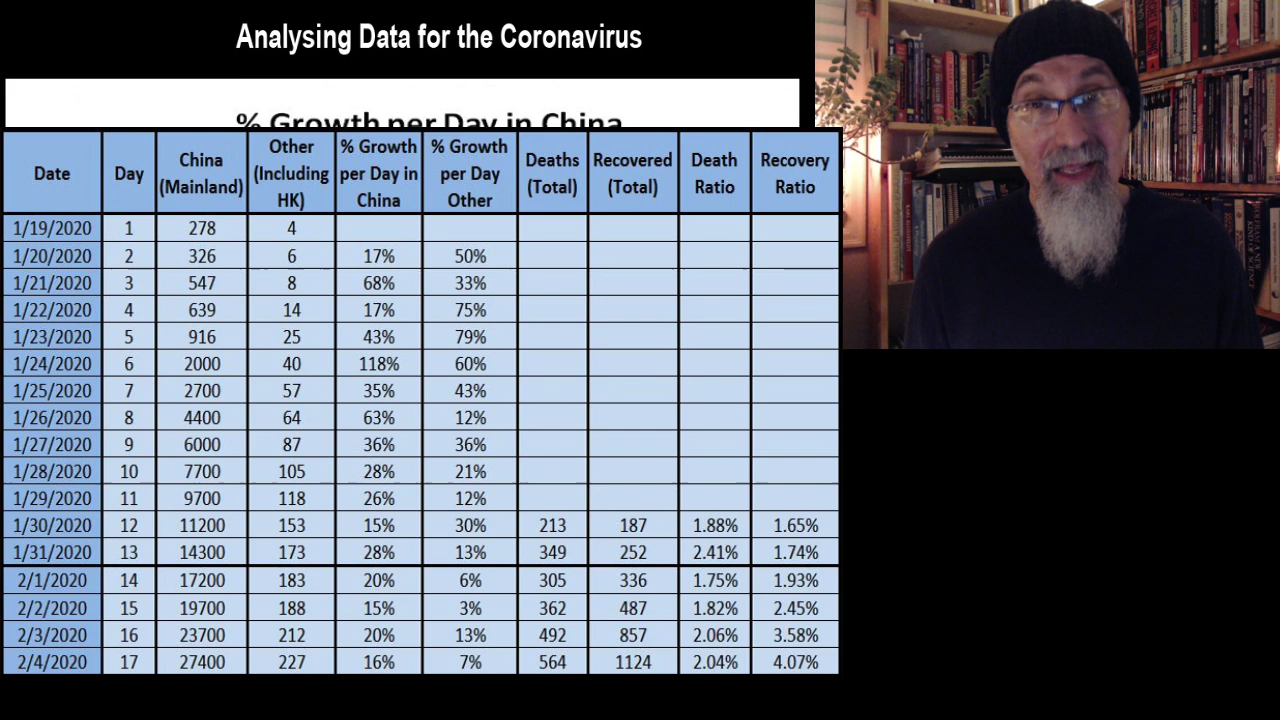 Analysing Data for the Coronavirus
% Growth per Day in China
Date Day China (Mainland) Other (Including HK) % Growth per Day in China % Growth per Day Other Deaths (Total) Recovered (Total) Death Ratio Recovery Ratio
1/19/2020 1 278 4
1/20/2020 2 326 6 17% 50%
1/21/2020 3 547 8 68% 33%
1/22/2020 4 639 14 17% 75%
1/23/2020 5 916 25 43% 79%
1/24/2020 6 2000 40 118% 60%
1/25/2020 7 2700 57 35% 43%
1/26/2020 8 4400 64 63% 12%
1/27/2020 9 6000 87 36% 36%
1/28/2020 10 7700 105 28% 21%
1/29/2020 11 9700 118 26% 12%
1/30/2020 12 11200 153 15% 30% 213 187 1.88% 1.65%
1/31/2020 13 14300 173 28% 13% 349 252 2.41% 1.74%
2/1/2020 14 17200 183 20% 6% 305 336 1.75% 1.93%
2/2/2020 15 19700 188 15% 3% 362 487 1.82% 2.45%
2/3/2020 16 23700 212 20% 13% 492 857 2.06% 3.58%
2/4/2020 17 27400 227 16% 7% 564 1124 2.04% 4.07%